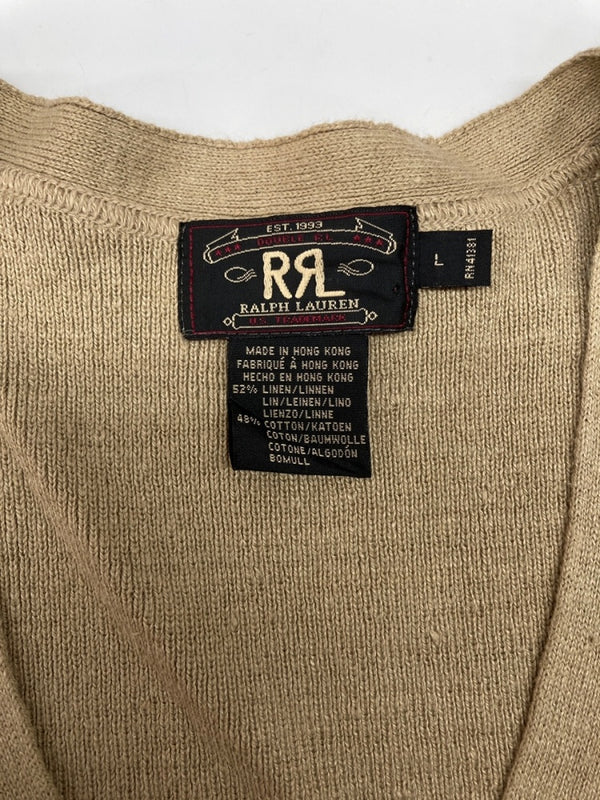 EST. 1993
DOUBLE RL
RRL
RALPH LAUREN
U.S. TRADEMARK
L
RN41381
MADE IN HONG KONG
FABRIQUÉ À HONG KONG
HECHO EN HONG KONG
52% LINEN/LINNEN
LIN/LEINEN/LINO
LIENZO/LINNE
48% COTTON/KATOEN
COTON/BAUMWOLLE
COTONE/ALGODÓN
BOMULL